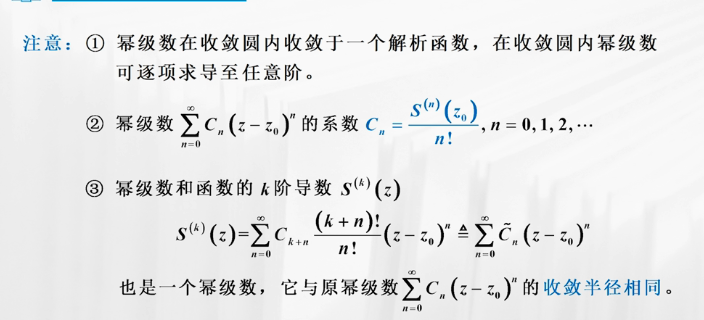 注意：① 幂级数在收敛圆内收敛于一个解析函数，在收敛圆内幂级数
可逐项求导至任意阶。
② 幂级数 $\sum_{n=0}^{\infty} C_n (z-z_0)^n$ 的系数 $C_n = \frac{S^{(n)}(z_0)}{n!}, n = 0, 1, 2, \cdots$
③ 幂级数和函数的 k 阶导数 $S^{(k)}(z)$
$S^{(k)}(z) = \sum_{n=0}^{\infty} C_{k+n} \frac{(k+n)!}{n!} (z-z_0)^n \triangleq \sum_{n=0}^{\infty} \tilde{C}_n (z-z_0)^n$
也是一个幂级数，它与原幂级数 $\sum_{n=0}^{\infty} C_n (z-z_0)^n$ 的收敛半径相同。